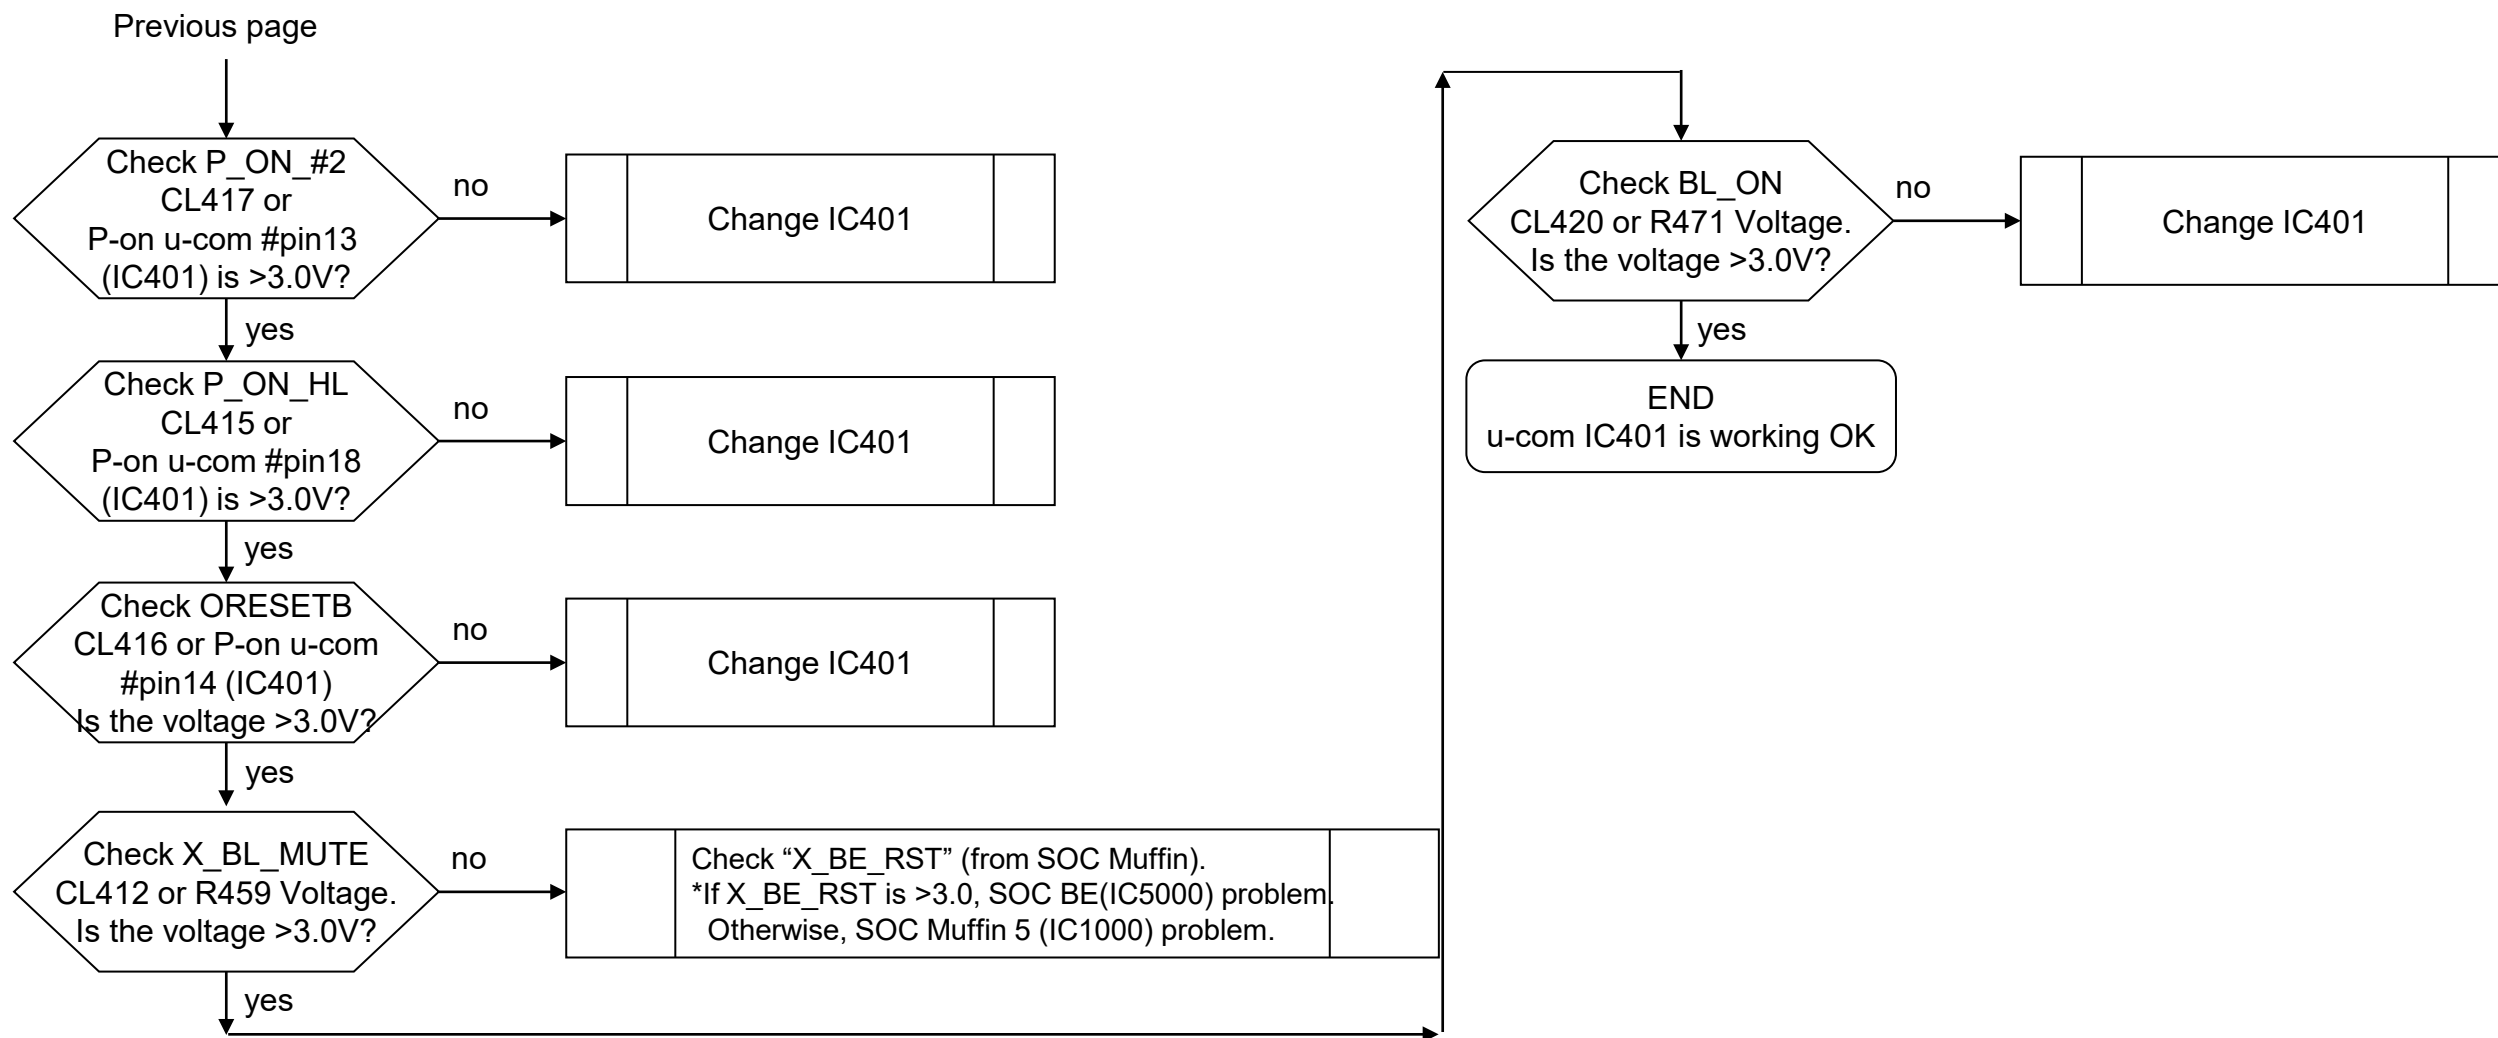 Previous page
Check P_ON_#2
CL417 or
P-on u-com #pin13
(IC401) is >3.0V?
no
Change IC401
yes
Check P_ON_HL
CL415 or
P-on u-com #pin18
(IC401) is >3.0V?
no
Change IC401
yes
Check ORESETB
CL416 or P-on u-com
#pin14 (IC401)
Is the voltage >3.0V?
no
Change IC401
yes
Check X_BL_MUTE
CL412 or R459 Voltage.
Is the voltage >3.0V?
no
Check “X_BE_RST” (from SOC Muffin).
*If X_BE_RST is >3.0, SOC BE(IC5000) problem.
Otherwise, SOC Muffin 5 (IC1000) problem.
yes
Check BL_ON
CL420 or R471 Voltage.
Is the voltage >3.0V?
no
Change IC401
yes
END
u-com IC401 is working OK